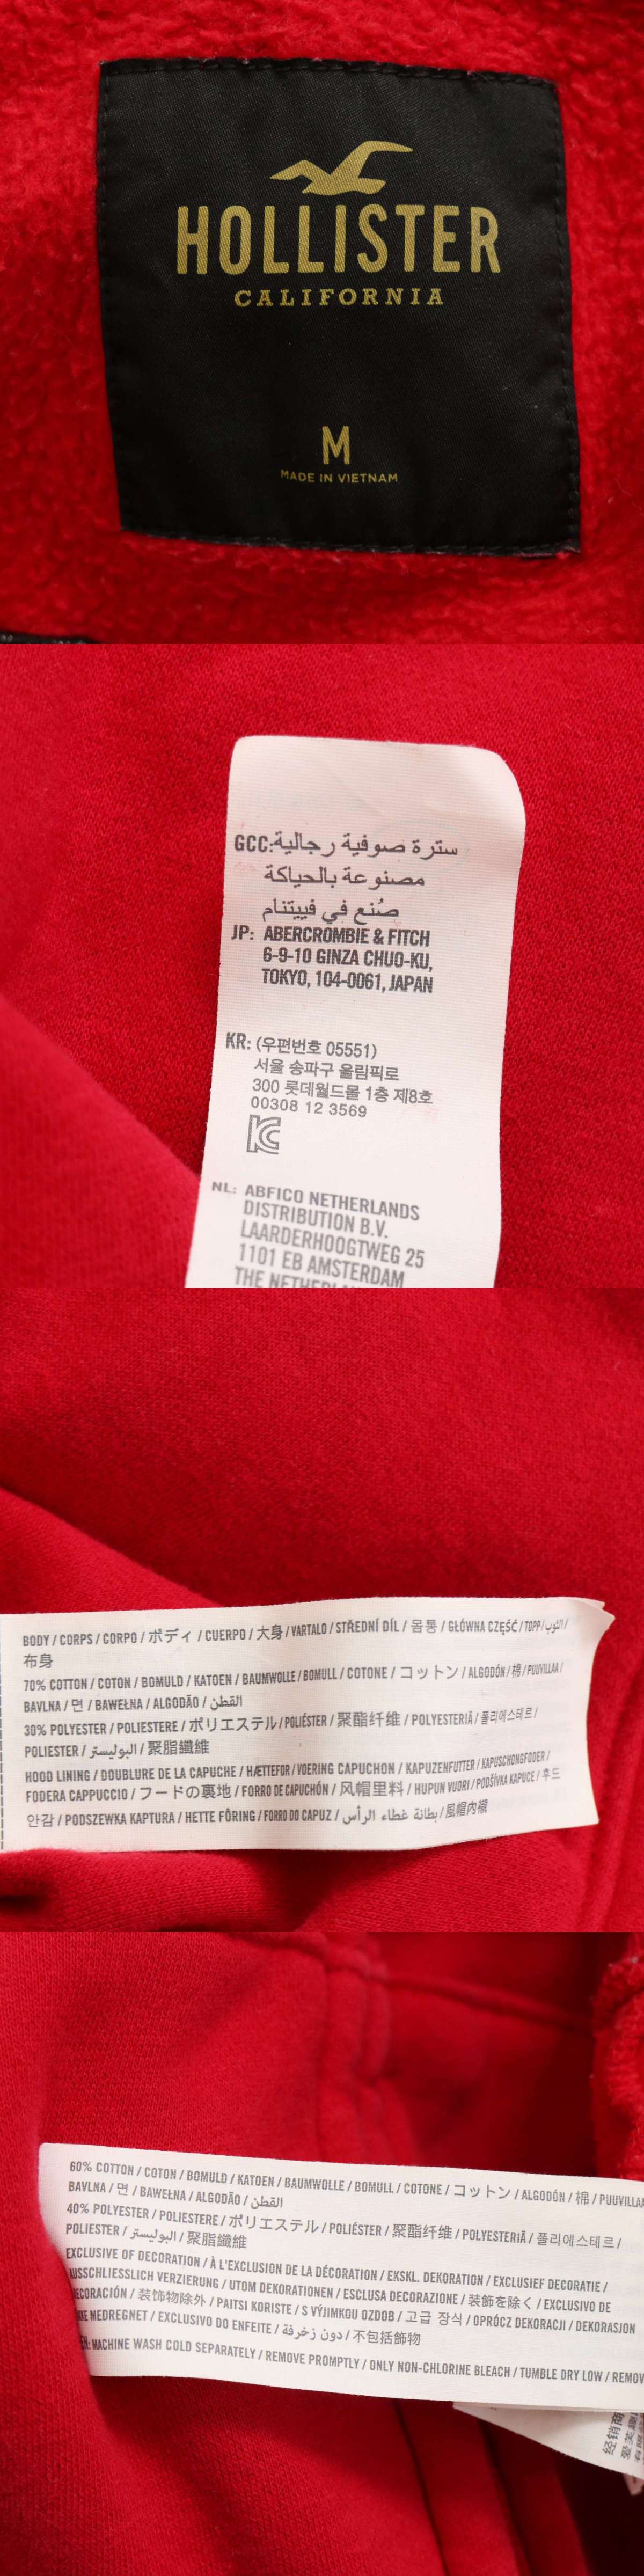 HOLLISTER
CALIFORNIA
M
MADE IN VIETNAM
GCC:سترة صوفية رجالية
مصنوعة بالحياكة
صُنع في فييتنام
JP: ABERCROMBIE & FITCH
6-9-10 GINZA CHUO-KU,
TOKYO, 104-0061, JAPAN
KR: (우편번호 05551)
서울 송파구 올림픽로
300 롯데월드몰 1층 제8호
00308 12 3569
NL: ABFICO NETHERLANDS
DISTRIBUTION B.V.
LAARDERHOOGTWEG 25
1101 EB AMSTERDAM
THE
BODY / CORPS / CORPO / ボディ / CUERPO / 大身 / VARTALO / STŘEDNÍ DÍL / 몸통 / GŁÓWNA CZĘŚĆ / TOPP / الثوب /
布身
70% COTTON / COTON / BOMULD / KATOEN / BAUMWOLLE / BOMULL / COTONE / コットン / ALGODÓN / 棉 / PUUVILLAA /
BAVLNA / 면 / BAWEŁNA / ALGODÃO / القطن
30% POLYESTER / POLIESTERE / ポリエステル / POLIÉSTER / 聚酯纤维 / POLYESTERIÄ / 폴리에스테르 /
POLIESTER / البوليستر / 聚脂纖維
HOOD LINING / DOUBLURE DE LA CAPUCHE / HÆTTEFOR / VOERING CAPUCHON / KAPUZENFUTTER / KAPUSCHONGFODER /
FODERA CAPPUCCIO / フードの裏地 / FORRO DE CAPUCHÓN / 风帽里料 / HUPUN VUORI / PODŠÍVKA KAPUCE / 후드
안감 / PODSZEWKA KAPTURA / HETTE FÔRING / FORRO DO CAPUZ / بطانة غطاء الرأس / 風帽内襯
60% COTTON / COTON / BOMULD / KATOEN / BAUMWOLLE / BOMULL / COTONE / コットン / ALGODÓN / 棉 / PUUVILLA
BAVLNA / 면 / BAWEŁNA / ALGODÃO / القطن
40% POLYESTER / POLIESTERE / ポリエステル / POLIÉSTER / 聚酯纤维 / POLYESTERIÄ / 폴리에스테르 /
POLIESTER / البوليستر / 聚脂纖維
EXCLUSIVE OF DECORATION / À L'EXCLUSION DE LA DÉCORATION / EKSKL. DEKORATION / EXCLUSIEF DECORATIE /
AUSSCHLIESSLICH VERZIERUNG / UTOM DEKORATIONEN / ESCLUSA DECORAZIONE / 装飾を除く / EXCLUSIVO DE
DECORACIÓN / 装饰物除外 / PAITSI KORISTE / S VÝJIMKOU OZDOB / 고급 장식 / OPRÓCZ DEKORACJI / DEKORASJON
MEDREGNET / EXCLUSIVO DO ENFEITE / دون زخرفة / 不包括飾物
MACHINE WASH COLD SEPARATELY / REMOVE PROMPTLY / ONLY NON-CHLORINE BLEACH / TUMBLE DRY LOW / REMOV
经销商